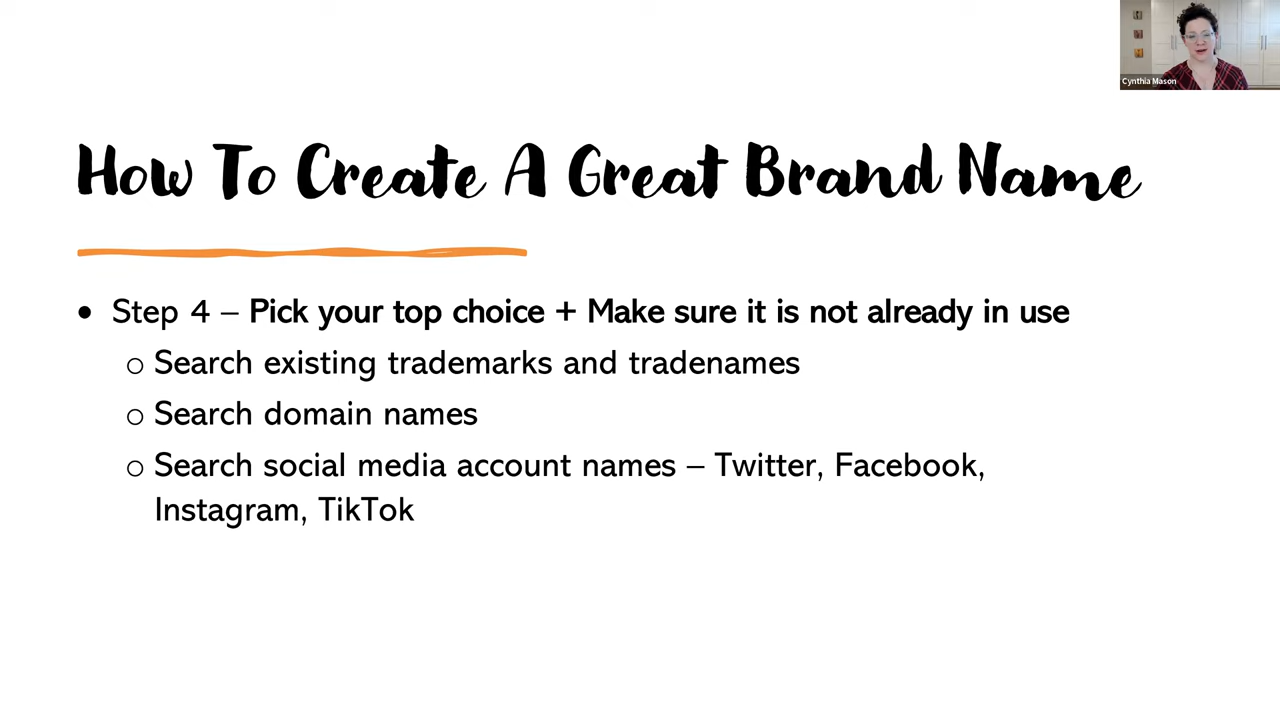 Cynthia Mason
How To Create A Great Brand Name
• Step 4 – Pick your top choice + Make sure it is not already in use
○ Search existing trademarks and tradenames
○ Search domain names
○ Search social media account names – Twitter, Facebook,
Instagram, TikTok